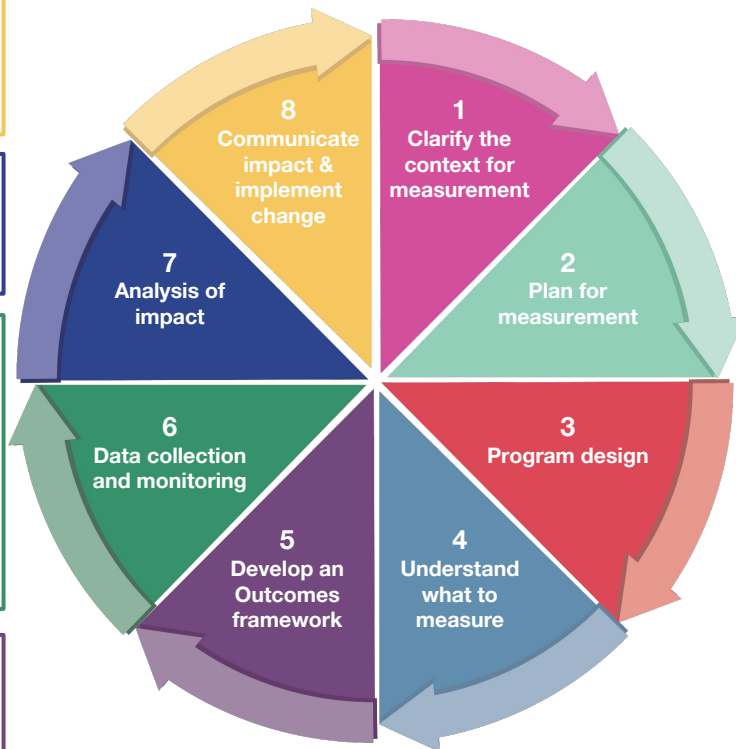 1
Clarify the
context for
measurement
2
Plan for
measurement
3
Program design
4
Understand
what to
measure
5
Develop an
Outcomes
framework
6
Data collection
and monitoring
7
Analysis of
impact
8
Communicate
impact &
implement
change